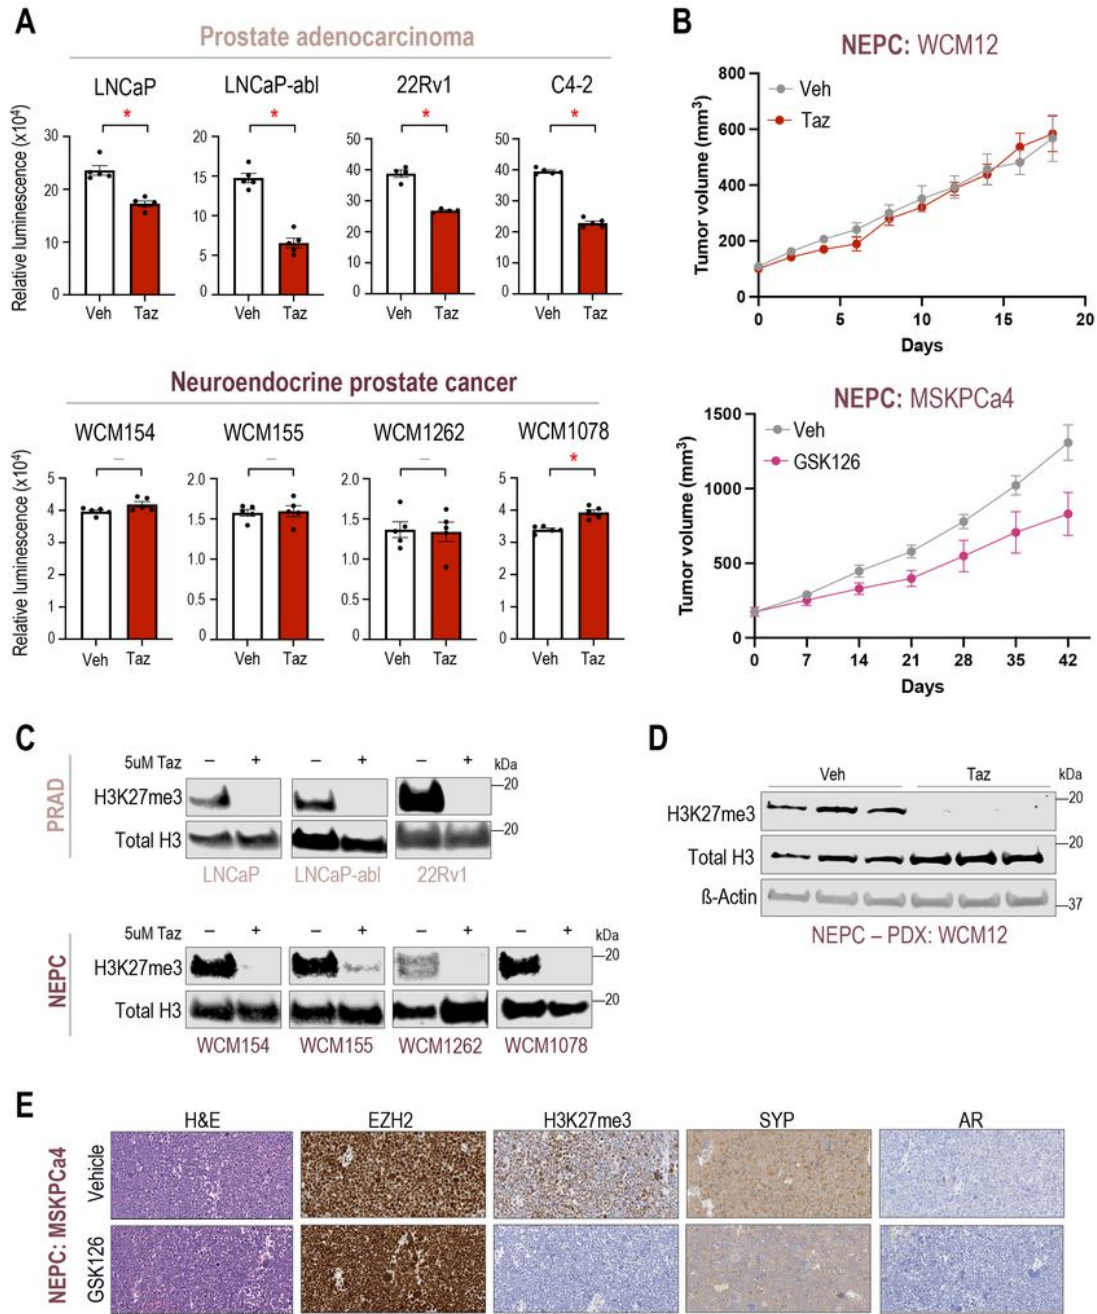 A
Prostate adenocarcinoma
LNCaP
LNCaP-abl
22Rv1
C4-2
*
*
*
*
Relative luminescence (x10⁴)
30
20
10
0
20
15
10
5
0
50
40
30
20
10
0
50
40
30
20
10
0
Veh Taz
Veh Taz
Veh Taz
Veh Taz
Neuroendocrine prostate cancer
WCM154
WCM155
WCM1262
WCM1078
–
–
–
*
Relative luminescence (x10⁴)
5
4
3
2
1
0
2.0
1.5
1.0
0.5
0
2.0
1.5
1.0
0.5
0
5
4
3
2
1
0
Veh Taz
Veh Taz
Veh Taz
Veh Taz
B
NEPC: WCM12
Veh
Taz
Tumor volume (mm³)
800
600
400
200
0
0 5 10 15 20
Days
NEPC: MSKPCa4
Veh
GSK126
Tumor volume (mm³)
1500
1000
500
0
0 7 14 21 28 35 42
Days
C
PRAD
5uM Taz – + – + – + kDa
H3K27me3
20
Total H3
20
LNCaP LNCaP-abl 22Rv1
NEPC
5uM Taz – + – + – + – + kDa
H3K27me3
20
Total H3
20
WCM154 WCM155 WCM1262 WCM1078
D
Veh Taz kDa
H3K27me3
20
Total H3
20
ß-Actin
37
NEPC – PDX: WCM12
E
H&E EZH2 H3K27me3 SYP AR
NEPC: MSKPCa4
Vehicle
GSK126